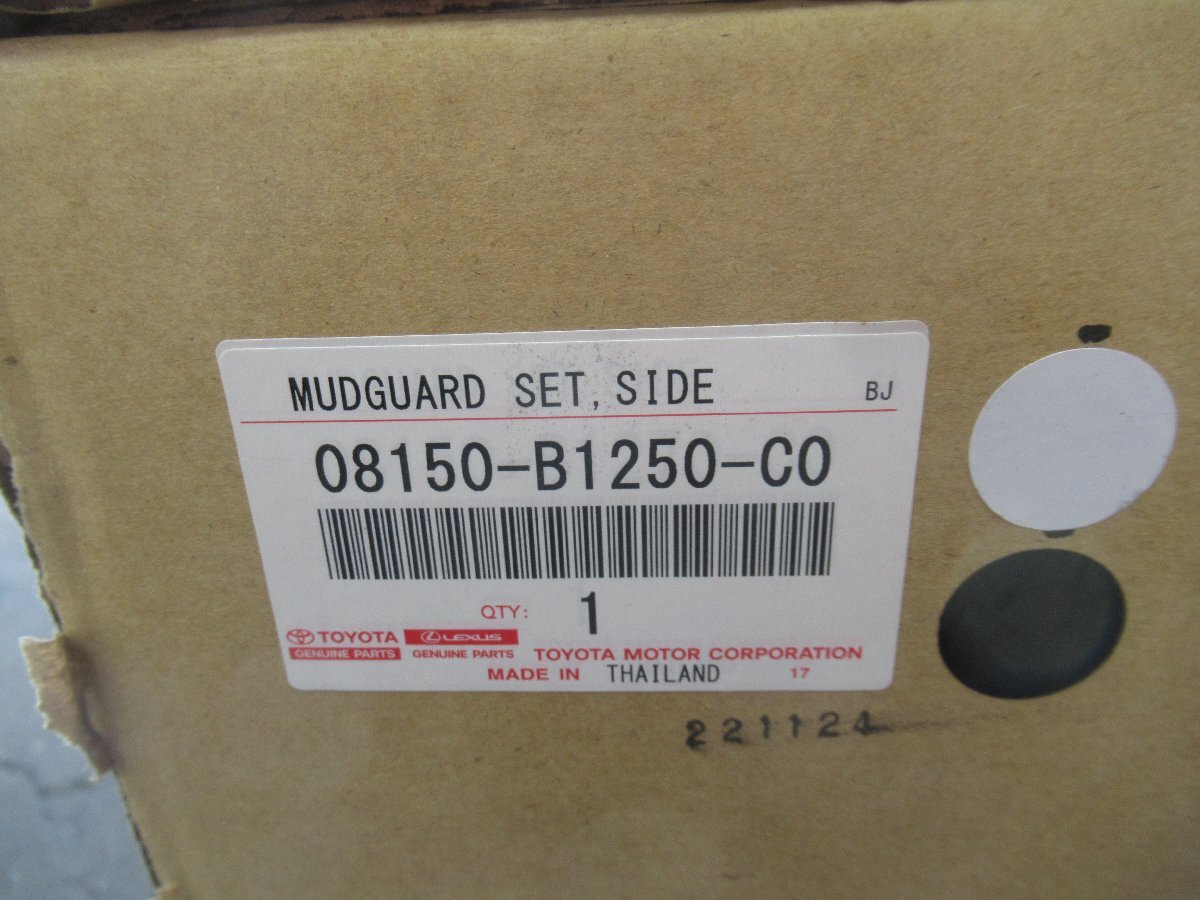 MUDGUARD SET, SIDE BJ
08150-B1250-C0
QTY: 1
TOYOTA LEXUS
GENUINE PARTS GENUINE PARTS TOYOTA MOTOR CORPORATION
MADE IN THAILAND 17
221124